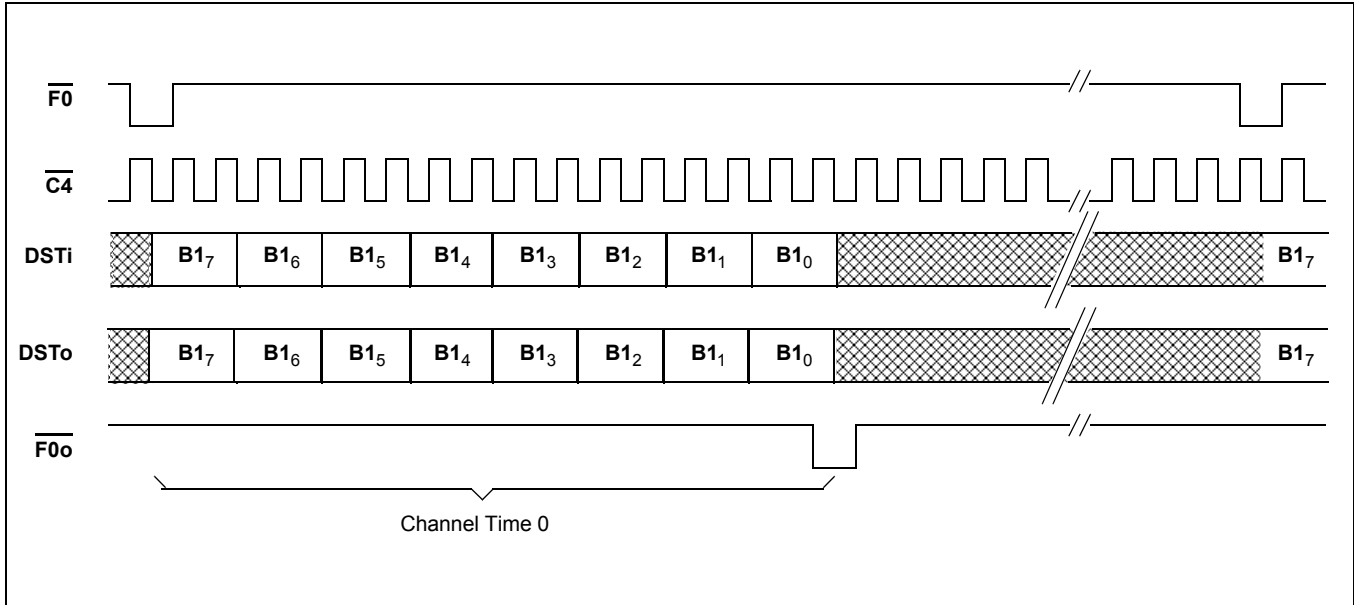 F0
C4
DSTi B1₇ B1₆ B1₅ B1₄ B1₃ B1₂ B1₁ B1₀ B1₇
DSTo B1₇ B1₆ B1₅ B1₄ B1₃ B1₂ B1₁ B1₀ B1₇
F0o
Channel Time 0